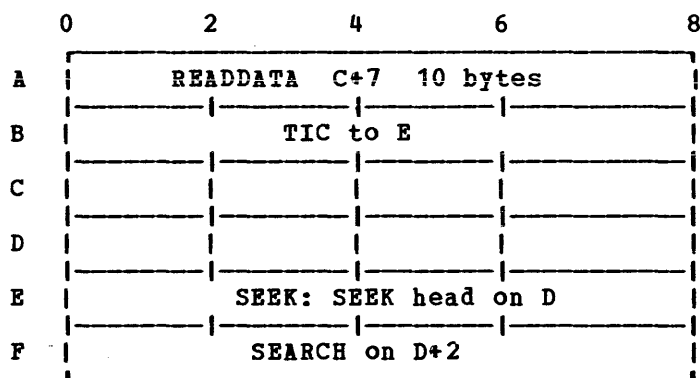 0 2 4 6 8
A READDATA C+7 10 bytes
B TIC to E
C
D
E SEEK: SEEK head on D
F SEARCH on D+2